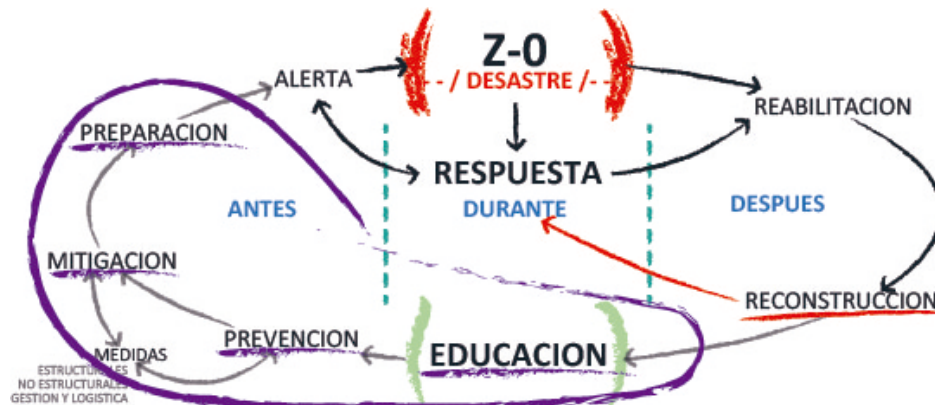 Z-0
- - / DESASTRE / - -
ALERTA
REABILITACION
PREPARACION
RESPUESTA
ANTES
DURANTE
DESPUES
MITIGACION
RECONSTRUCCION
PREVENCION
EDUCACION
MEDIDAS
ESTRUCTURALES
NO ESTRUCTURALES
GESTION Y LOGISTICA